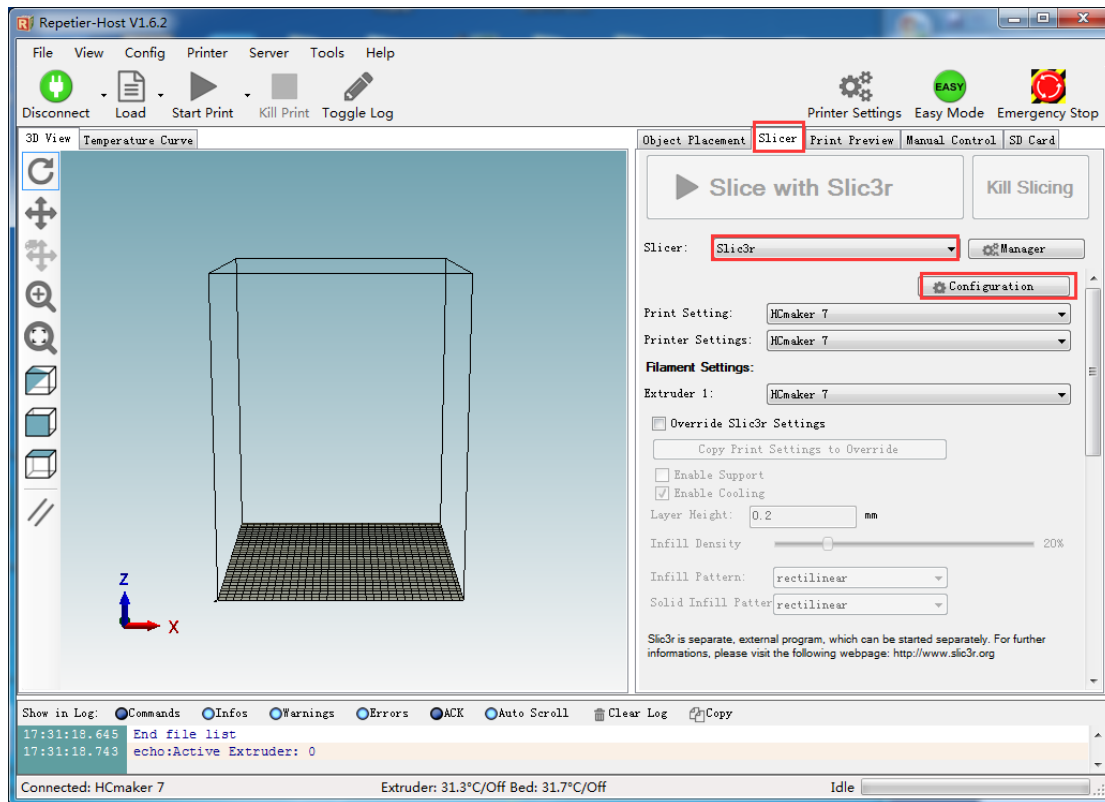 Repetier-Host V1.6.2
File View Config Printer Server Tools Help
Disconnect Load Start Print Kill Print Toggle Log Printer Settings Easy Mode Emergency Stop
EASY
3D View Temperature Curve
Object Placement Slicer Print Preview Manual Control SD Card
Slice with Slic3r Kill Slicing
Slicer: Slic3r Manager
Configuration
Print Setting: HCmaker 7
Printer Settings: HCmaker 7
Filament Settings:
Extruder 1: HCmaker 7
Override Slic3r Settings
Copy Print Settings to Override
Enable Support
Enable Cooling
Layer Height: 0.2 mm
Infill Density 20%
Infill Pattern: rectilinear
Solid Infill Patter rectilinear
Slic3r is separate, external program, which can be started separately. For further
informations, please visit the following webpage: http://www.slic3r.org
Z
X
Show in Log: Commands Infos Warnings Errors ACK Auto Scroll Clear Log Copy
17:31:18.645 End file list
17:31:18.743 echo:Active Extruder: 0
Connected: HCmaker 7 Extruder: 31.3°C/Off Bed: 31.7°C/Off Idle